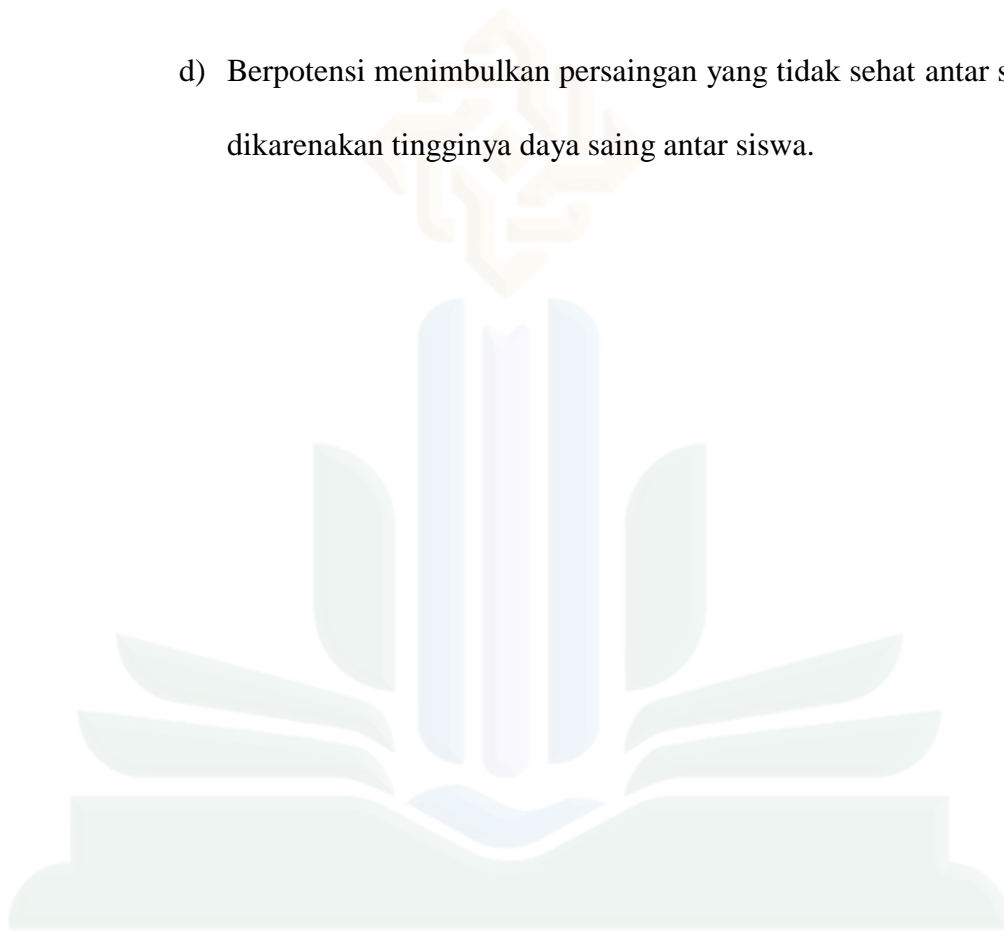 d) Berpotensi menimbulkan persaingan yang tidak sehat antar
dikarenakan tingginya daya saing antar siswa.